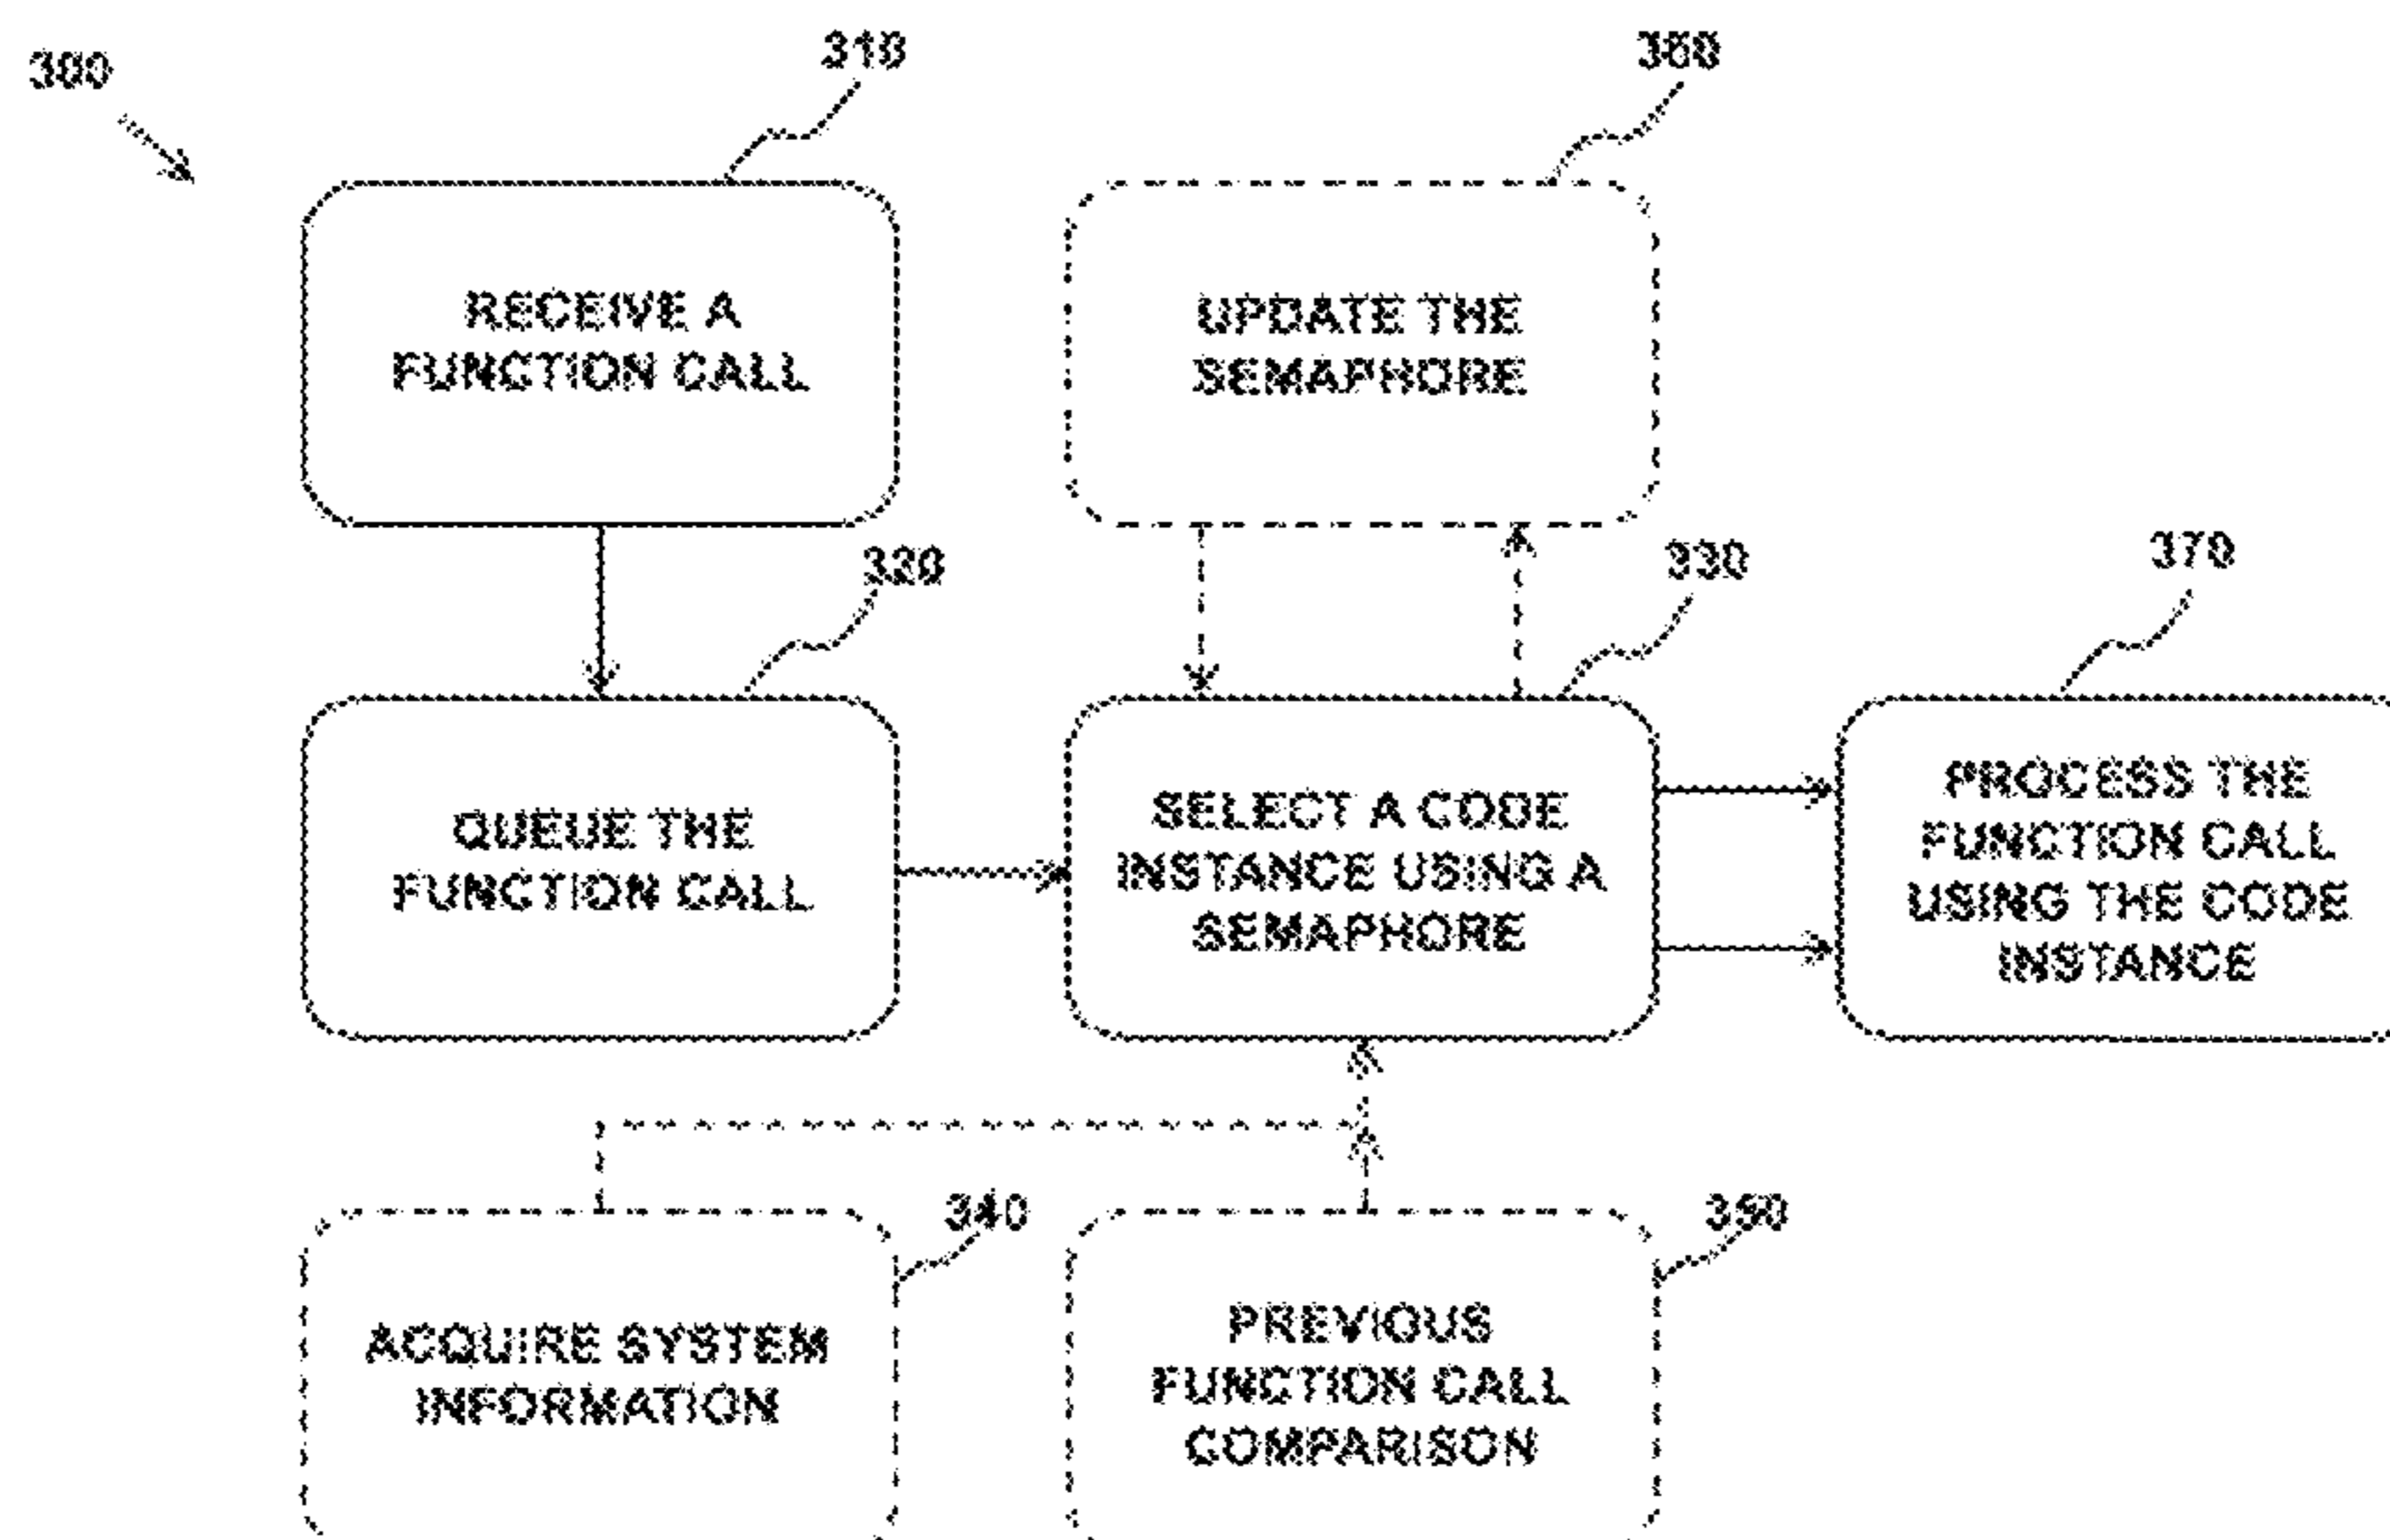 300
310
360
RECEIVE A
FUNCTION CALL
UPDATE THE
SEMAPHORE
320
330
370
QUEUE THE
FUNCTION CALL
SELECT A CODE
INSTANCE USING A
SEMAPHORE
PROCESS THE
FUNCTION CALL
USING THE CODE
INSTANCE
340
350
ACQUIRE SYSTEM
INFORMATION
PREVIOUS
FUNCTION CALL
COMPARISON